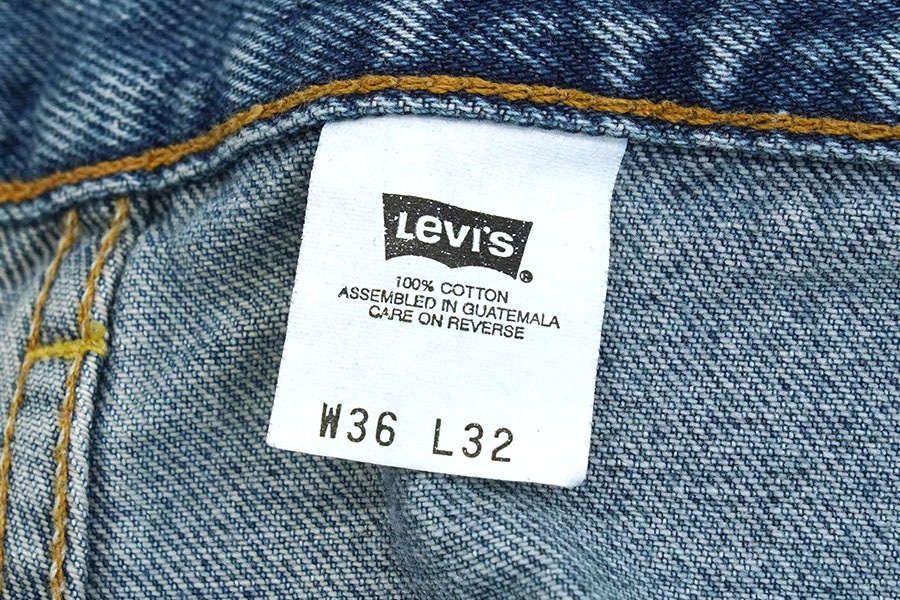 Levi's®
100% COTTON
ASSEMBLED IN GUATEMALA
CARE ON REVERSE
W36 L32